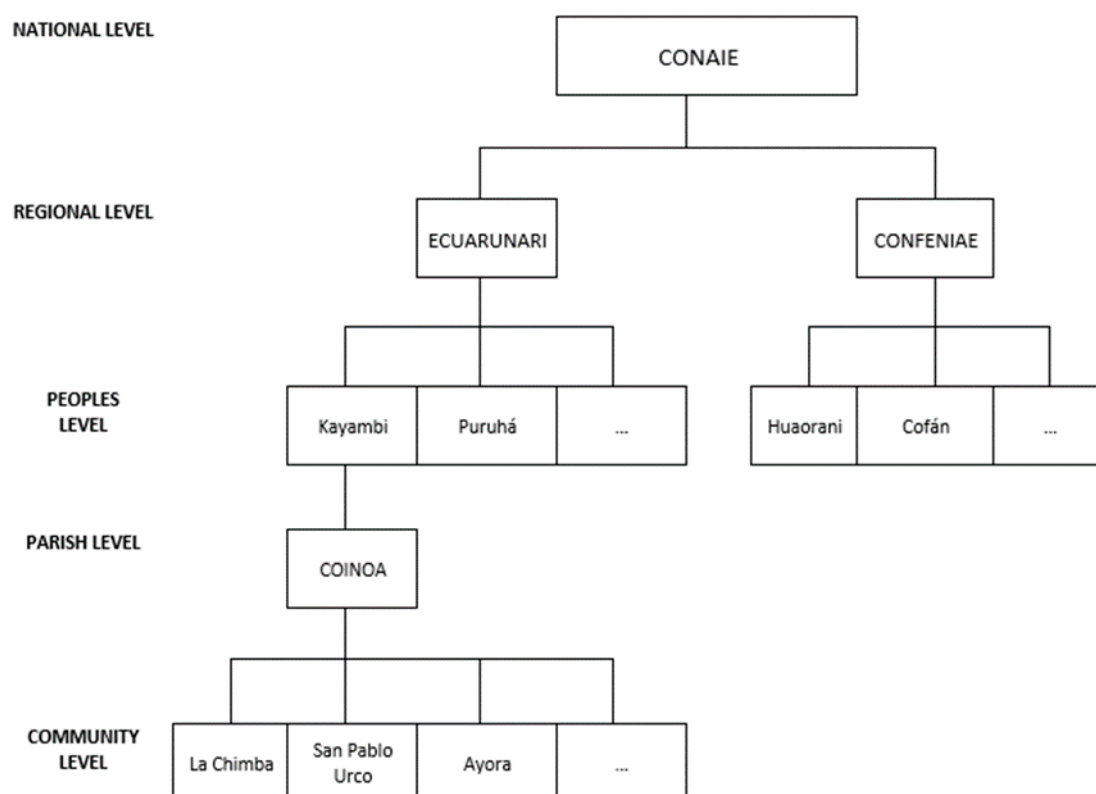 NATIONAL LEVEL
CONAIE
REGIONAL LEVEL
ECUARUNARI
CONFENIAE
PEOPLES
LEVEL
Kayambi
Puruhá
...
Huaorani
Cofán
...
PARISH LEVEL
COINOA
COMMUNITY
LEVEL
La Chimba
San Pablo
Urco
Ayora
...